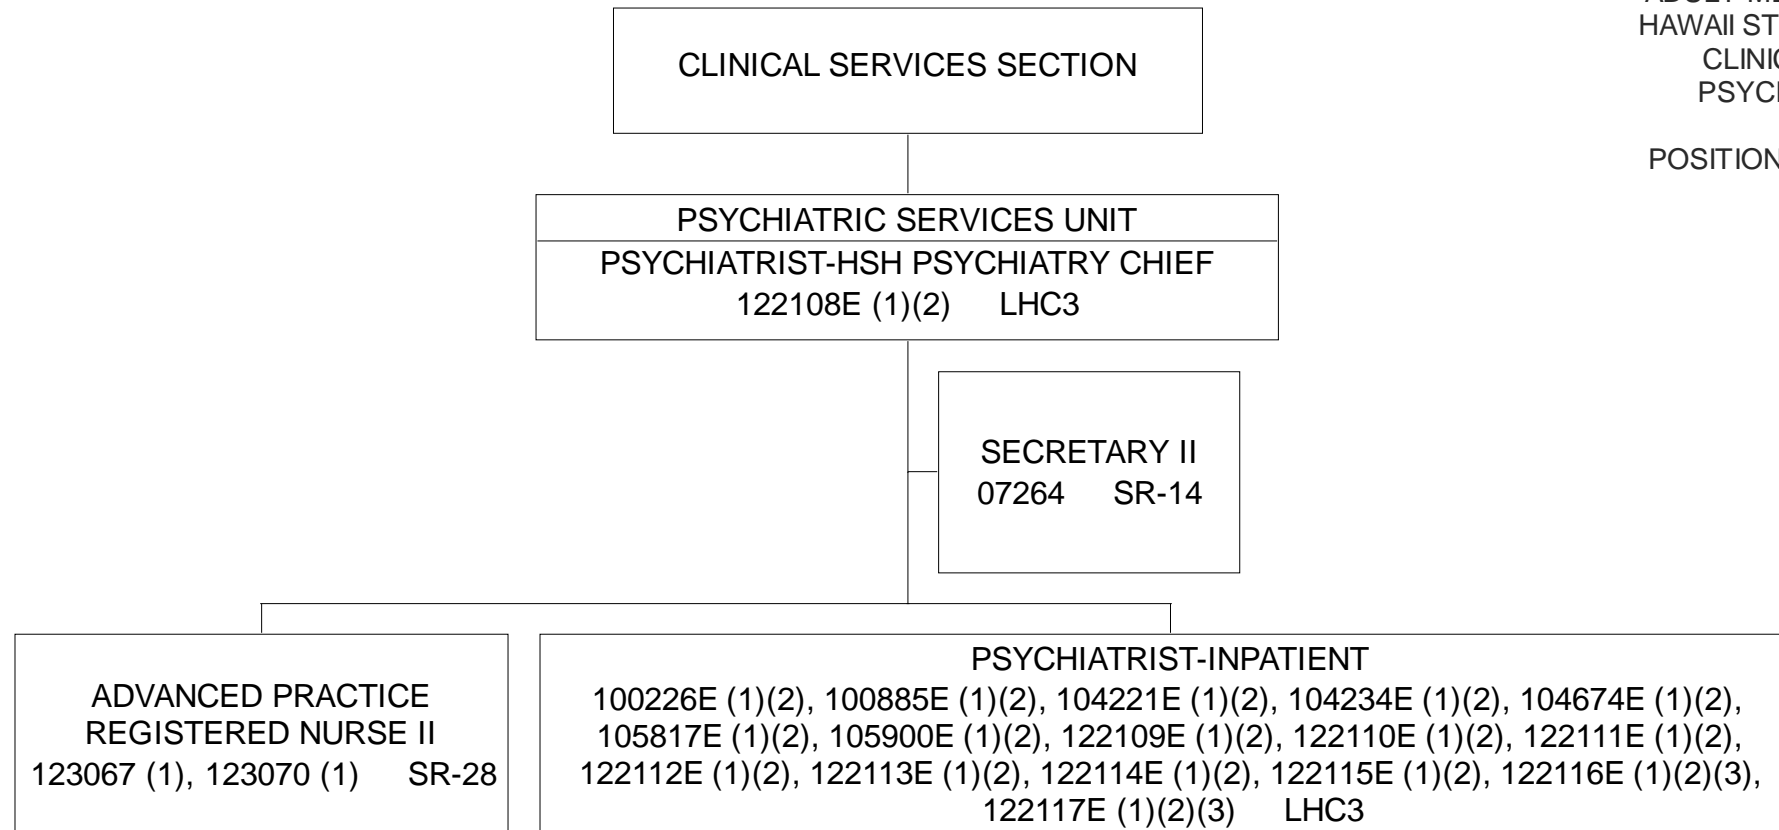 HAWAII ST
CLINICAL SERVICES SECTION
POSITION
PSYCHIATRIC SERVICES UNIT
PSYCHIATRIST-HSH PSYCHIATRY CHIEF
122108E (1)(2) LHC3
SECRETARY II
07264 SR-14
ADVANCED PRACTICE
REGISTERED NURSE II
123067 (1), 123070 (1) SR-28
PSYCHIATRIST-INPATIENT
100226E (1)(2), 100885E (1)(2), 104221E (1)(2), 104234E (1)(2), 104674E (1)(2),
105817E (1)(2), 105900E (1)(2), 122109E (1)(2), 122110E (1)(2), 122111E (1)(2),
122112E (1)(2), 122113E (1)(2), 122114E (1)(2), 122115E (1)(2), 122116E (1)(2)(3),
122117E (1)(2)(3) LHC3